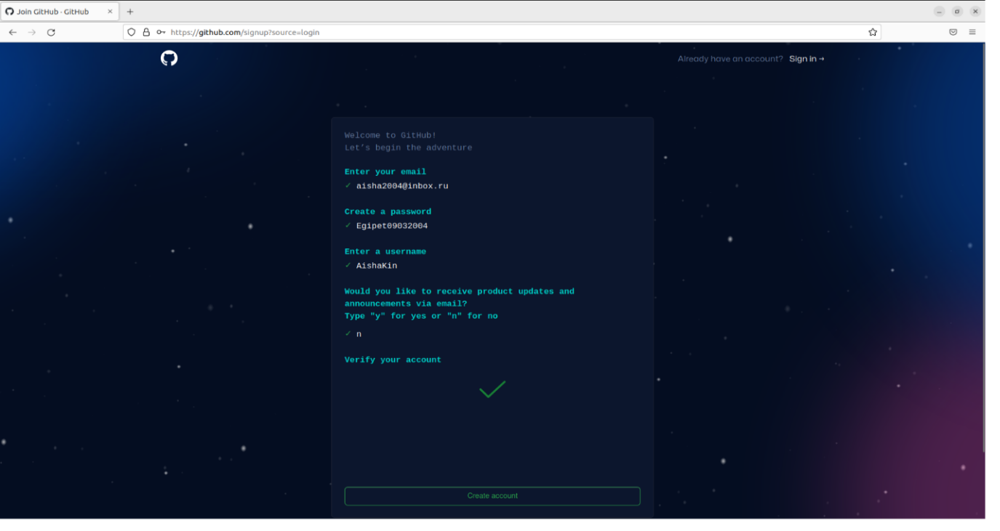 Join GitHub · GitHub
https://github.com/signup?source=login
Already have an account? Sign in →
Welcome to GitHub!
Let's begin the adventure
Enter your email
✓ aisha2004@inbox.ru
Create a password
✓ Egipet09032004
Enter a username
✓ AishaKin
Would you like to receive product updates and
announcements via email?
Type "y" for yes or "n" for no
✓ n
Verify your account
Create account